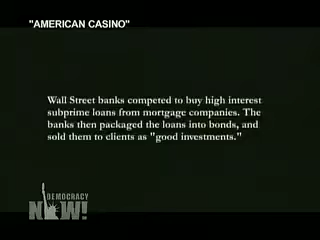 "AMERICAN CASINO"
Wall Street banks competed to buy high interest
subprime loans from mortgage companies. The
banks then packaged the loans into bonds, and
sold them to clients as "good investments."
DEMOCRACY
NOW!